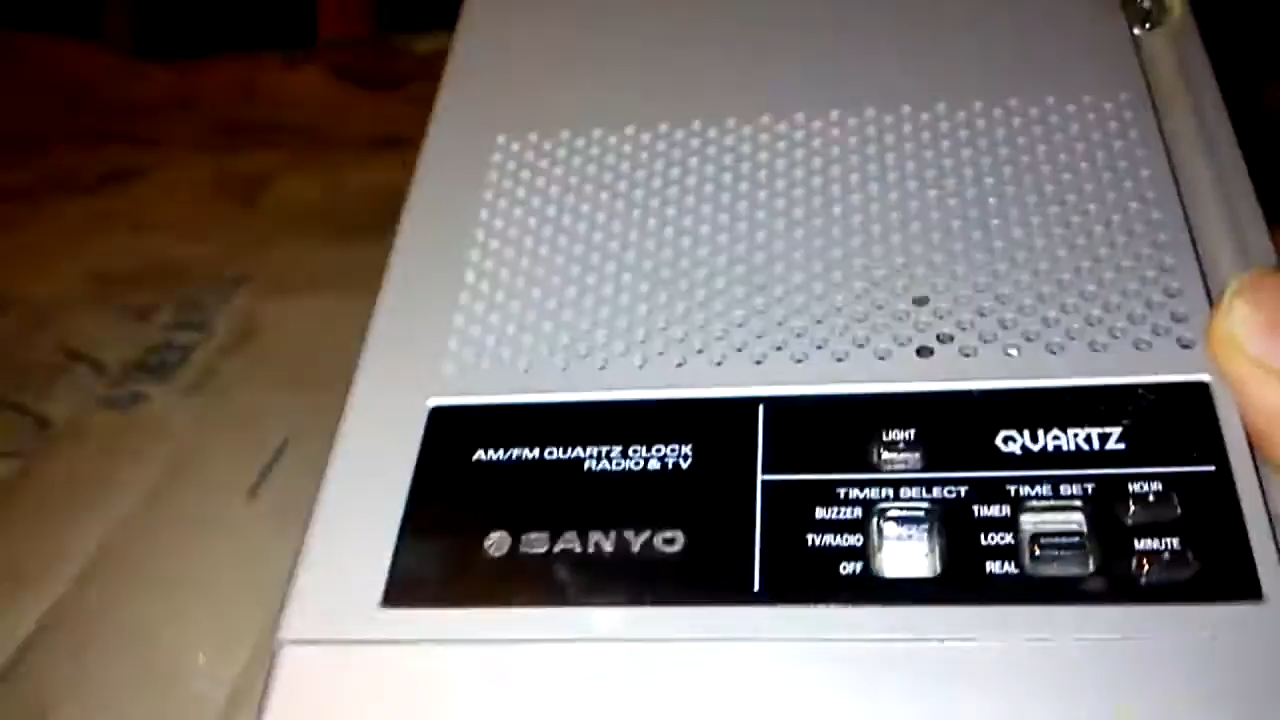 AM/FM QUARTZ CLOCK
RADIO & TV
SANYO
LIGHT
QUARTZ
TIMER SELECT
BUZZER
TV/RADIO
OFF
TIME SET
TIMER
LOCK
REAL
HOUR
MINUTE